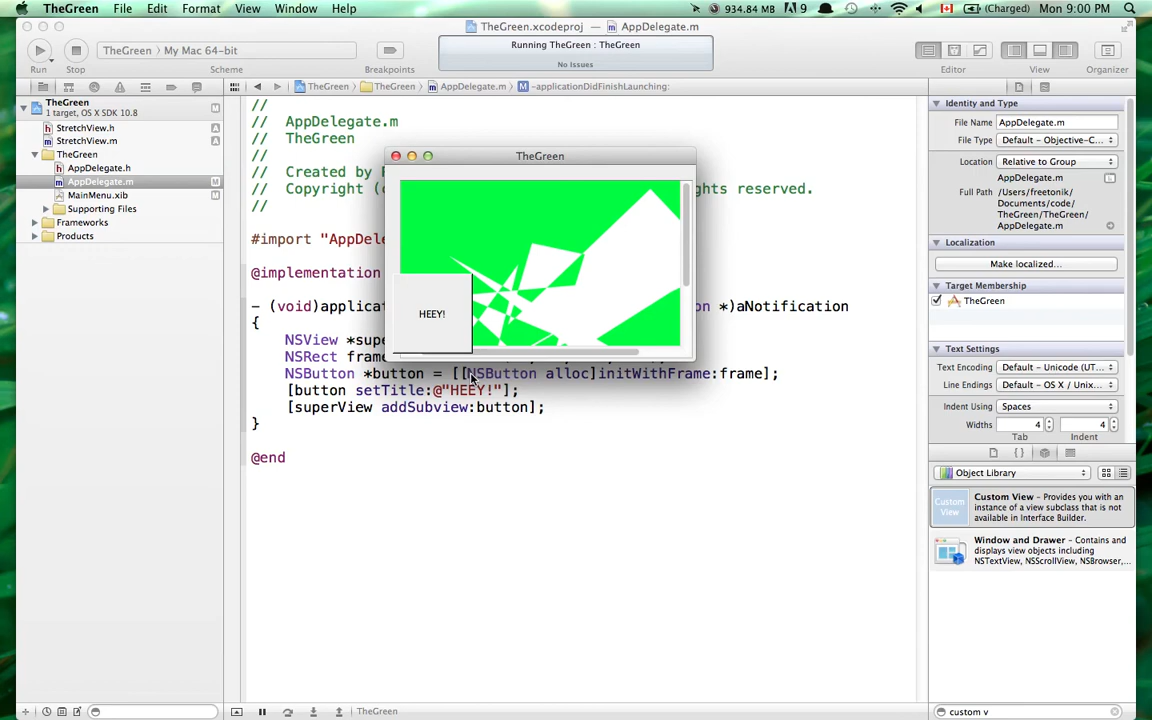 TheGreen File Edit Format View Window Help 934.84 MB 9 (Charged) Mon 9:00 PM
TheGreen.xcodeproj — AppDelegate.m
TheGreen My Mac 64-bit
Running TheGreen : TheGreen
No Issues
Run Stop Scheme Breakpoints Editor View Organizer
TheGreen TheGreen AppDelegate.m M -applicationDidFinishLaunching:
TheGreen M
1 target, OS X SDK 10.8
StretchView.h A
StretchView.m A
TheGreen
AppDelegate.h
AppDelegate.m M
MainMenu.xib M
Supporting Files
Frameworks
Products
//
// AppDelegate.m
// TheGreen
//
// Created by
// Copyright (c ghts reserved.
//
#import "AppDele
@implementation
- (void)applica on *)aNotification
{
NSView *supe
NSRect frame
NSButton *button = [[NSButton alloc]initWithFrame:frame];
[button setTitle:@"HEEY!"];
[superView addSubview:button];
}
@end
TheGreen
HEEY!
Identity and Type
File Name AppDelegate.m
File Type Default - Objective-C...
Location Relative to Group
AppDelegate.m
Full Path /Users/freetonik/
Documents/code/
TheGreen/TheGreen/
AppDelegate.m
Localization
Make localized...
Target Membership
TheGreen
Text Settings
Text Encoding Default - Unicode (UT...
Line Endings Default - OS X / Unix...
Indent Using Spaces
Widths 4 4
Tab Indent
Object Library
Custom View
Custom View - Provides you with an
instance of a view subclass that is not
available in Interface Builder.
Window and Drawer - Contains and
displays view objects including
NSTextView, NSScrollView, NSBrowser,...
TheGreen
custom v